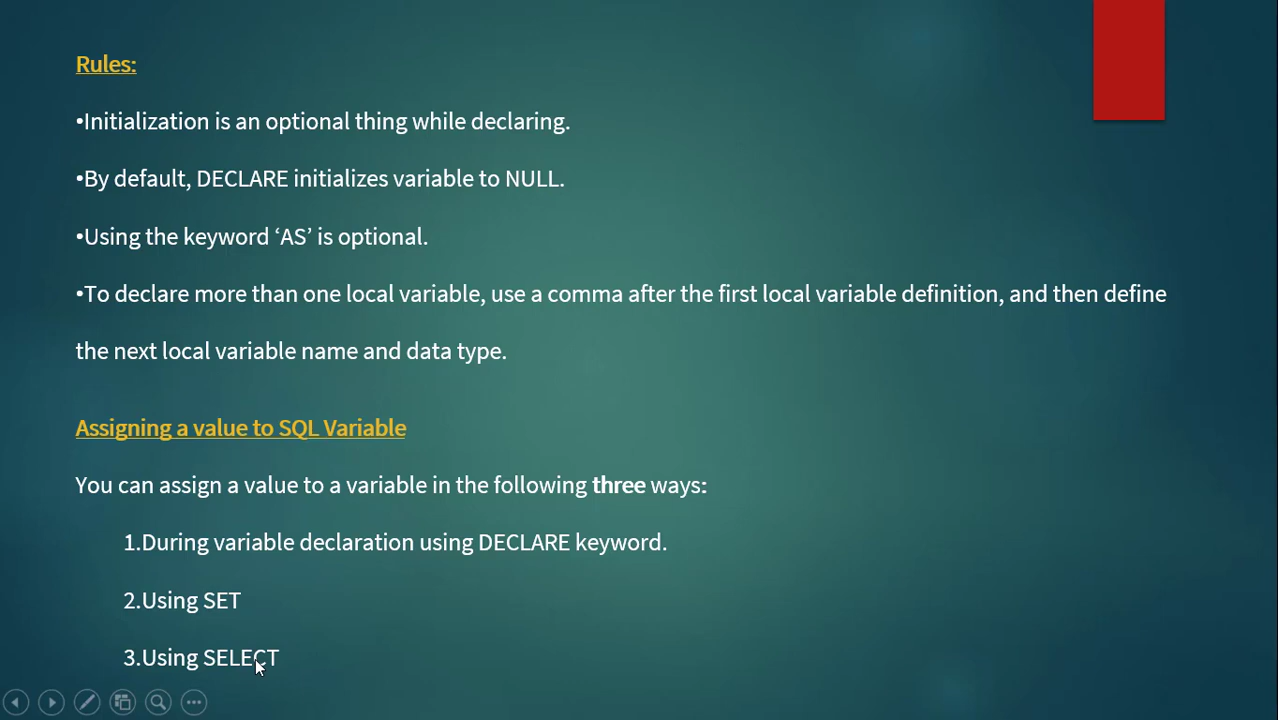 Rules:
•Initialization is an optional thing while declaring.
•By default, DECLARE initializes variable to NULL.
•Using the keyword ‘AS’ is optional.
•To declare more than one local variable, use a comma after the first local variable definition, and then define
the next local variable name and data type.
Assigning a value to SQL Variable
You can assign a value to a variable in the following three ways:
1.During variable declaration using DECLARE keyword.
2.Using SET
3.Using SELECT